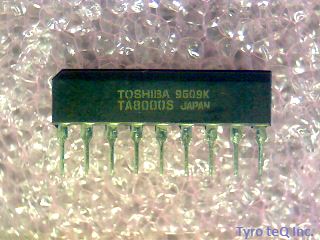 TOSHIBA 9609K
TA8000S JAPAN
Tyro teQ Inc.